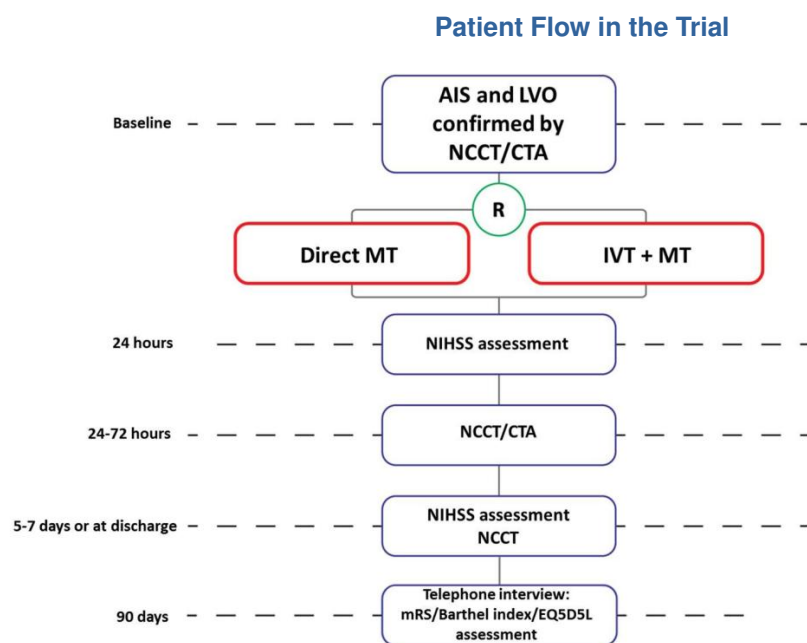 Patient Flow in the Trial
Baseline
AIS and LVO
confirmed by
NCCT/CTA
R
Direct MT
IVT + MT
24 hours
NIHSS assessment
24-72 hours
NCCT/CTA
5-7 days or at discharge
NIHSS assessment
NCCT
90 days
Telephone interview:
mRS/Barthel index/EQ5D5L
assessment